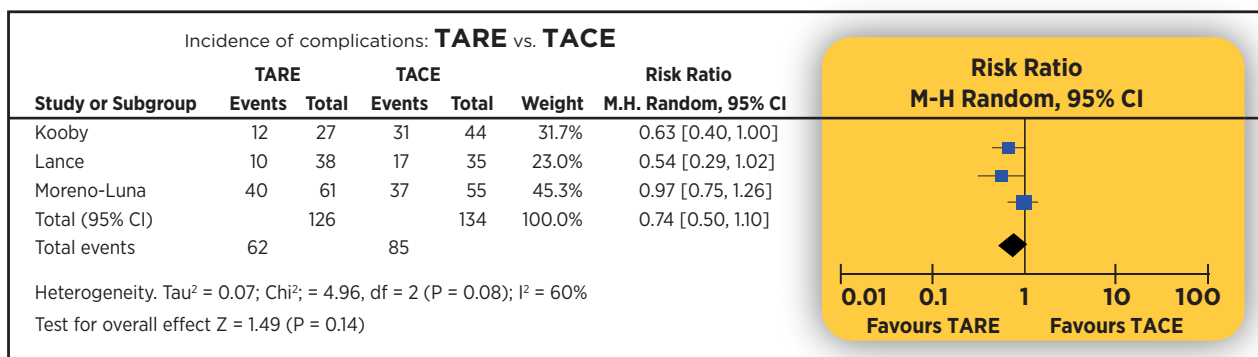 Incidence of complications: TARE vs. TACE
TARE TACE Risk Ratio
Study or Subgroup Events Total Events Total Weight M.H. Random, 95% CI
Kooby 12 27 31 44 31.7% 0.63 [0.40, 1.00]
Lance 10 38 17 35 23.0% 0.54 [0.29, 1.02]
Moreno-Luna 40 61 37 55 45.3% 0.97 [0.75, 1.26]
Total (95% CI) 126 134 100.0% 0.74 [0.50, 1.10]
Total events 62 85
Heterogeneity. Tau² = 0.07; Chi²; = 4.96, df = 2 (P = 0.08); I² = 60%
Test for overall effect Z = 1.49 (P = 0.14)
Risk Ratio
M-H Random, 95% CI
0.01 0.1 1 10 100
Favours TARE Favours TACE